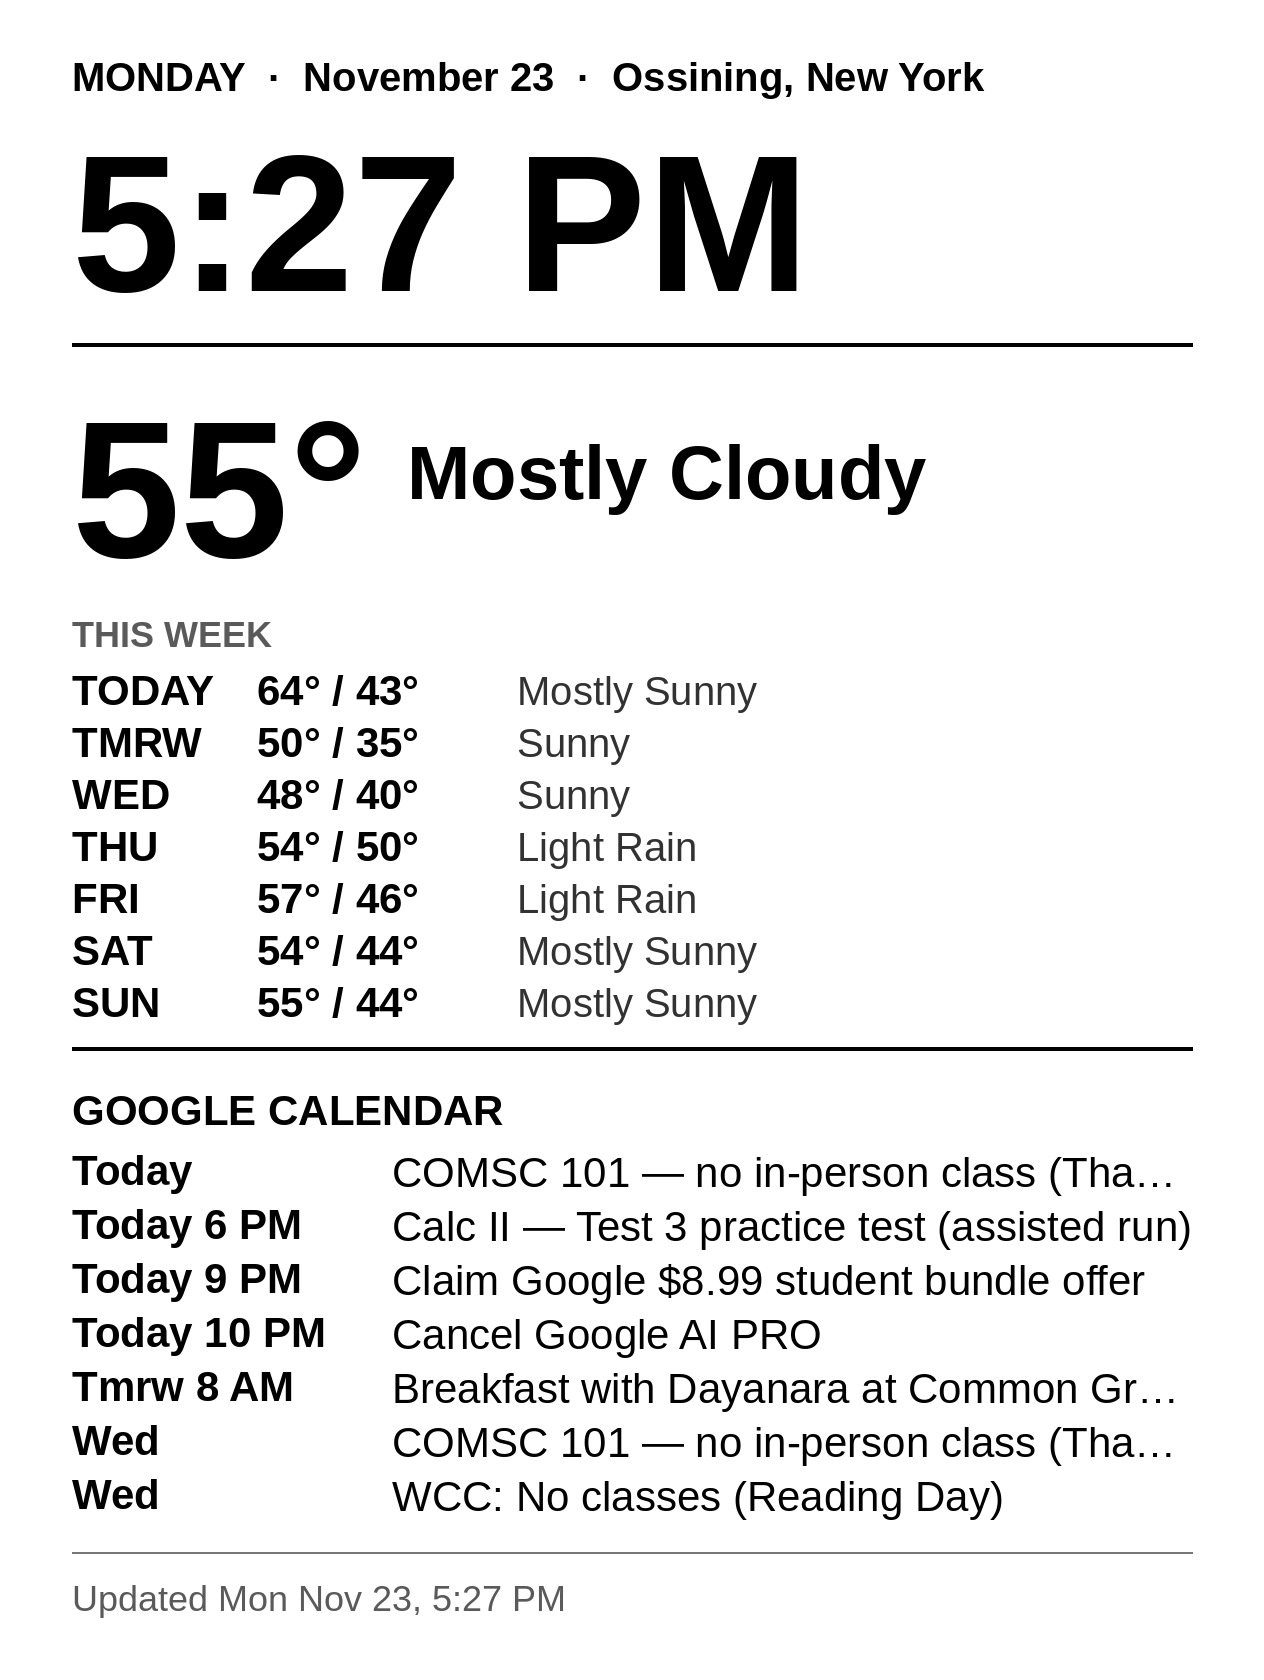 MONDAY · November 23 · Ossining, New York
5:27 PM
55° Mostly Cloudy
THIS WEEK
TODAY 64° / 43° Mostly Sunny
TMRW 50° / 35° Sunny
WED 48° / 40° Sunny
THU 54° / 50° Light Rain
FRI 57° / 46° Light Rain
SAT 54° / 44° Mostly Sunny
SUN 55° / 44° Mostly Sunny
GOOGLE CALENDAR
Today COMSC 101 — no in-person class (Tha…
Today 6 PM Calc II — Test 3 practice test (assisted run)
Today 9 PM Claim Google $8.99 student bundle offer
Today 10 PM Cancel Google AI PRO
Tmrw 8 AM Breakfast with Dayanara at Common Gr…
Wed COMSC 101 — no in-person class (Tha…
Wed WCC: No classes (Reading Day)
Updated Mon Nov 23, 5:27 PM